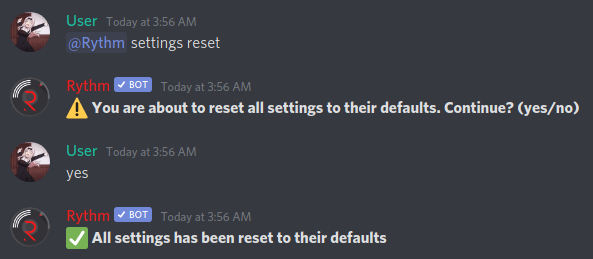 User Today at 3:56 AM
@Rythm settings reset
Rythm ✓ BOT Today at 3:56 AM
⚠️ You are about to reset all settings to their defaults. Continue? (yes/no)
User Today at 3:56 AM
yes
Rythm ✓ BOT Today at 3:56 AM
✅ All settings has been reset to their defaults